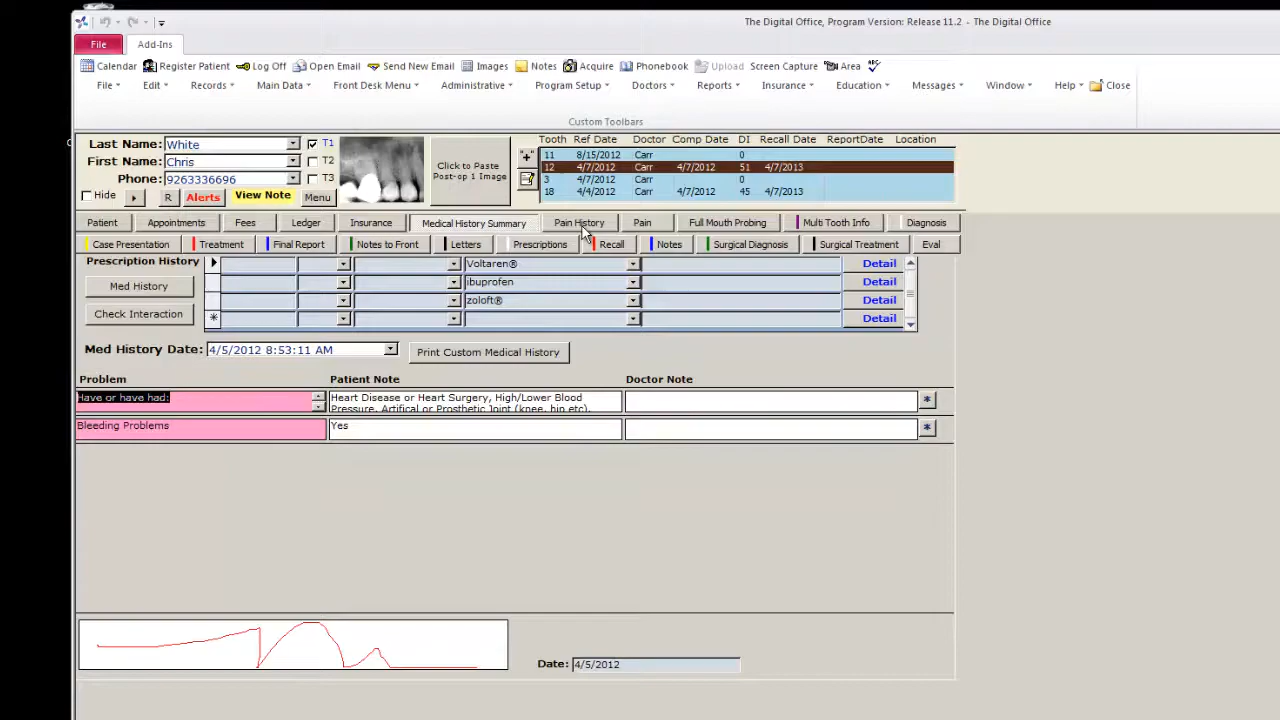 The Digital Office, Program Version: Release 11.2 - The Digital Office
File Add-Ins
Calendar Register Patient Log Off Open Email Send New Email Images Notes Acquire Phonebook Upload Screen Capture Area ABC
File Edit Records Main Data Front Desk Menu Administrative Program Setup Doctors Reports Insurance Education Messages Window Help Close
Custom Toolbars
Last Name: White T1
First Name: Chris T2
Phone: 9263336696 T3
Hide R Alerts View Note Menu
Click to Paste
Post-op 1 Image
Tooth Ref Date Doctor Comp Date DI Recall Date ReportDate Location
11 8/15/2012 Carr 0
12 4/7/2012 Carr 4/7/2012 51 4/7/2013
3 4/7/2012 Carr 0
18 4/4/2012 Carr 4/7/2012 45 4/7/2013
Patient Appointments Fees Ledger Insurance Medical History Summary Pain History Pain Full Mouth Probing Multi Tooth Info Diagnosis
Case Presentation Treatment Final Report Notes to Front Letters Prescriptions Recall Notes Surgical Diagnosis Surgical Treatment Eval
Prescription History Voltaren® Detail
Med History ibuprofen Detail
zoloft® Detail
Check Interaction * Detail
Med History Date: 4/5/2012 8:53:11 AM Print Custom Medical History
Problem Patient Note Doctor Note
Have or have had: Heart Disease or Heart Surgery, High/Lower Blood
Pressure, Artifical or Prosthetic Joint (knee, hip etc), *
Bleeding Problems Yes *
Date: 4/5/2012